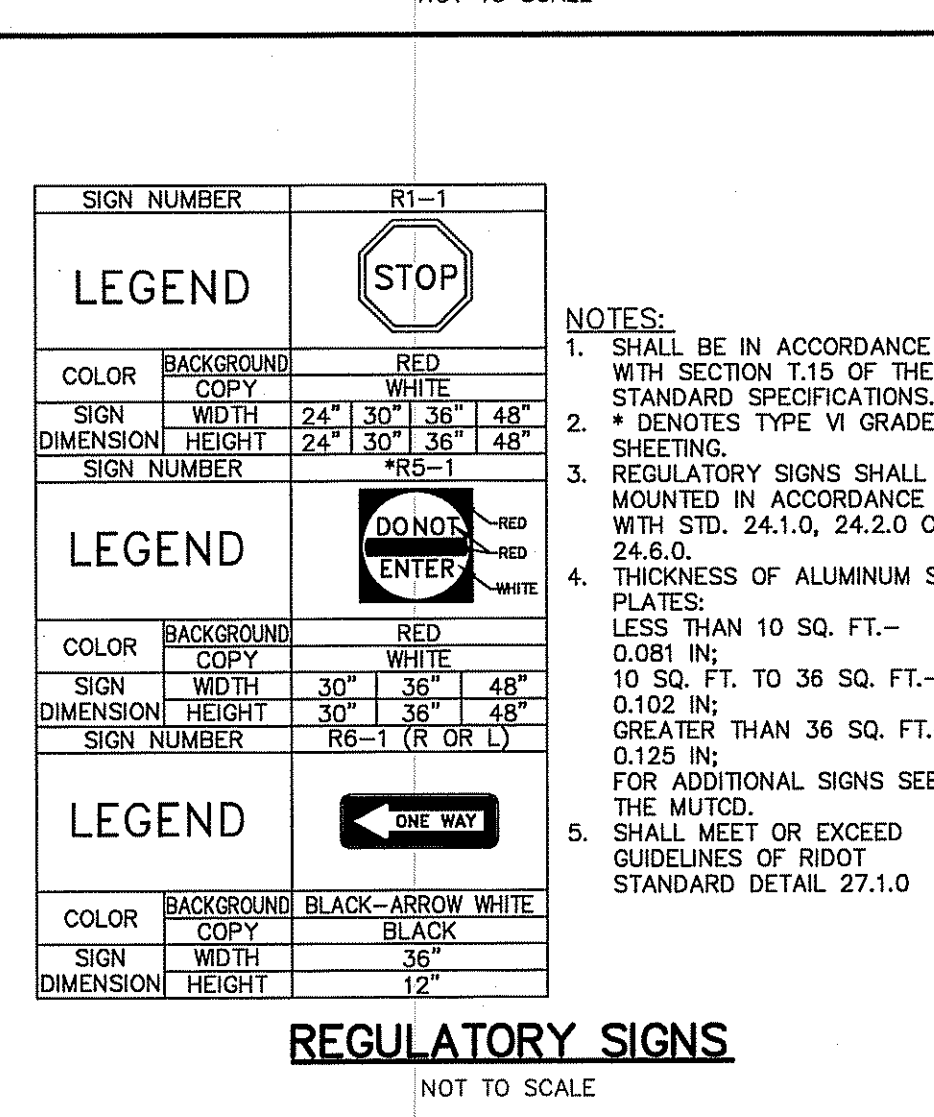 NOT TO SCALE
SIGN NUMBER R1-1
LEGEND STOP
COLOR BACKGROUND RED
COPY WHITE
SIGN DIMENSION WIDTH 24" 30" 36" 48"
HEIGHT 24" 30" 36" 48"
SIGN NUMBER *R5-1
LEGEND DO NOT ENTER RED RED WHITE
COLOR BACKGROUND RED
COPY WHITE
SIGN DIMENSION WIDTH 30" 36" 48"
HEIGHT 30" 36" 48"
SIGN NUMBER R6-1 (R OR L)
LEGEND ONE WAY
COLOR BACKGROUND BLACK-ARROW WHITE
COPY BLACK
SIGN DIMENSION WIDTH 36"
HEIGHT 12"
NOTES:
1. SHALL BE IN ACCORDANCE
WITH SECTION T.15 OF THE
STANDARD SPECIFICATIONS.
2. * DENOTES TYPE VI GRADE
SHEETING.
3. REGULATORY SIGNS SHALL
MOUNTED IN ACCORDANCE
WITH STD. 24.1.0, 24.2.0
24.6.0.
4. THICKNESS OF ALUMINUM
PLATES:
LESS THAN 10 SQ. FT.-
0.081 IN;
10 SQ. FT. TO 36 SQ. FT.-
0.102 IN;
GREATER THAN 36 SQ. FT.
0.125 IN;
FOR ADDITIONAL SIGNS SEE
THE MUTCD.
5. SHALL MEET OR EXCEED
GUIDELINES OF RIDOT
STANDARD DETAIL 27.1.0
REGULATORY SIGNS
NOT TO SCALE